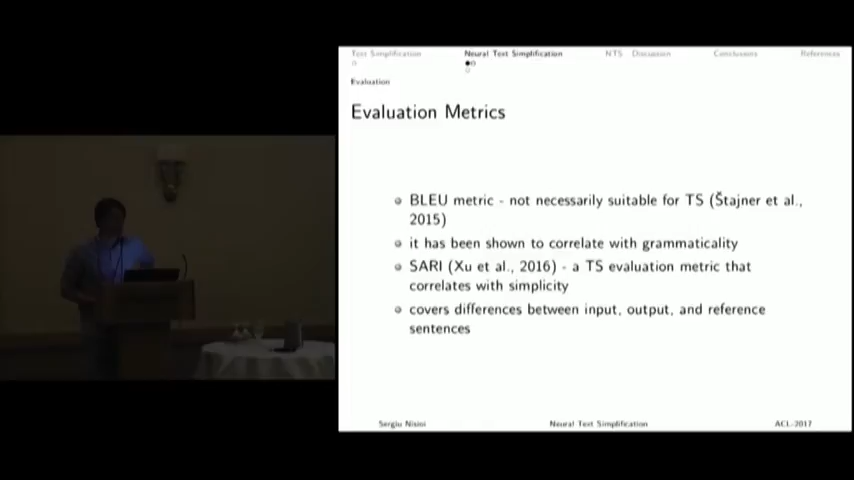 Text Simplification Neural Text Simplification NTS Discussion Conclusions References
Evaluation
Evaluation Metrics
BLEU metric - not necessarily suitable for TS (Štajner et al.,
2015)
it has been shown to correlate with grammaticality
SARI (Xu et al., 2016) - a TS evaluation metric that
correlates with simplicity
covers differences between input, output, and reference
sentences
Sergiu Nisioi Neural Text Simplification ACL-2017